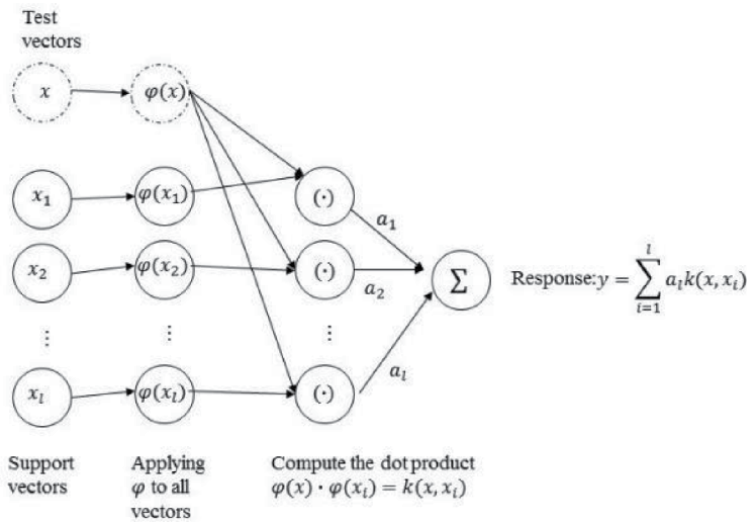 Test
vectors
x
φ(x)
x₁
φ(x₁)
(·)
a₁
x₂
φ(x₂)
(·)
a₂
Σ
Response: y = ∑_{i=1}^{l} a_i k(x, x_i)
⋮ ⋮ ⋮
x_l
φ(x_l)
(·)
a_l
Support
vectors
Applying
φ to all
vectors
Compute the dot product
φ(x) · φ(x_i) = k(x, x_i)